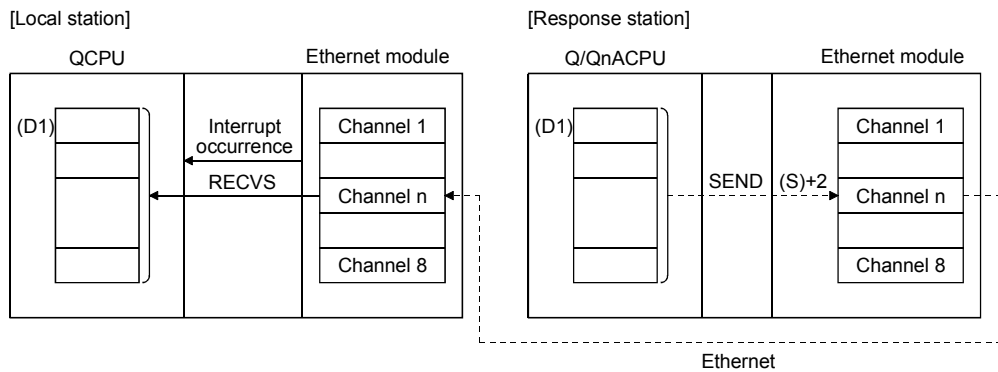 [Local station]
[Response station]
QCPU
Ethernet module
Q/QnACPU
Ethernet module
(D1)
Interrupt
occurrence
RECVS
Channel 1
Channel n
Channel 8
(D1)
SEND
(S)+2
Channel 1
Channel n
Channel 8
Ethernet